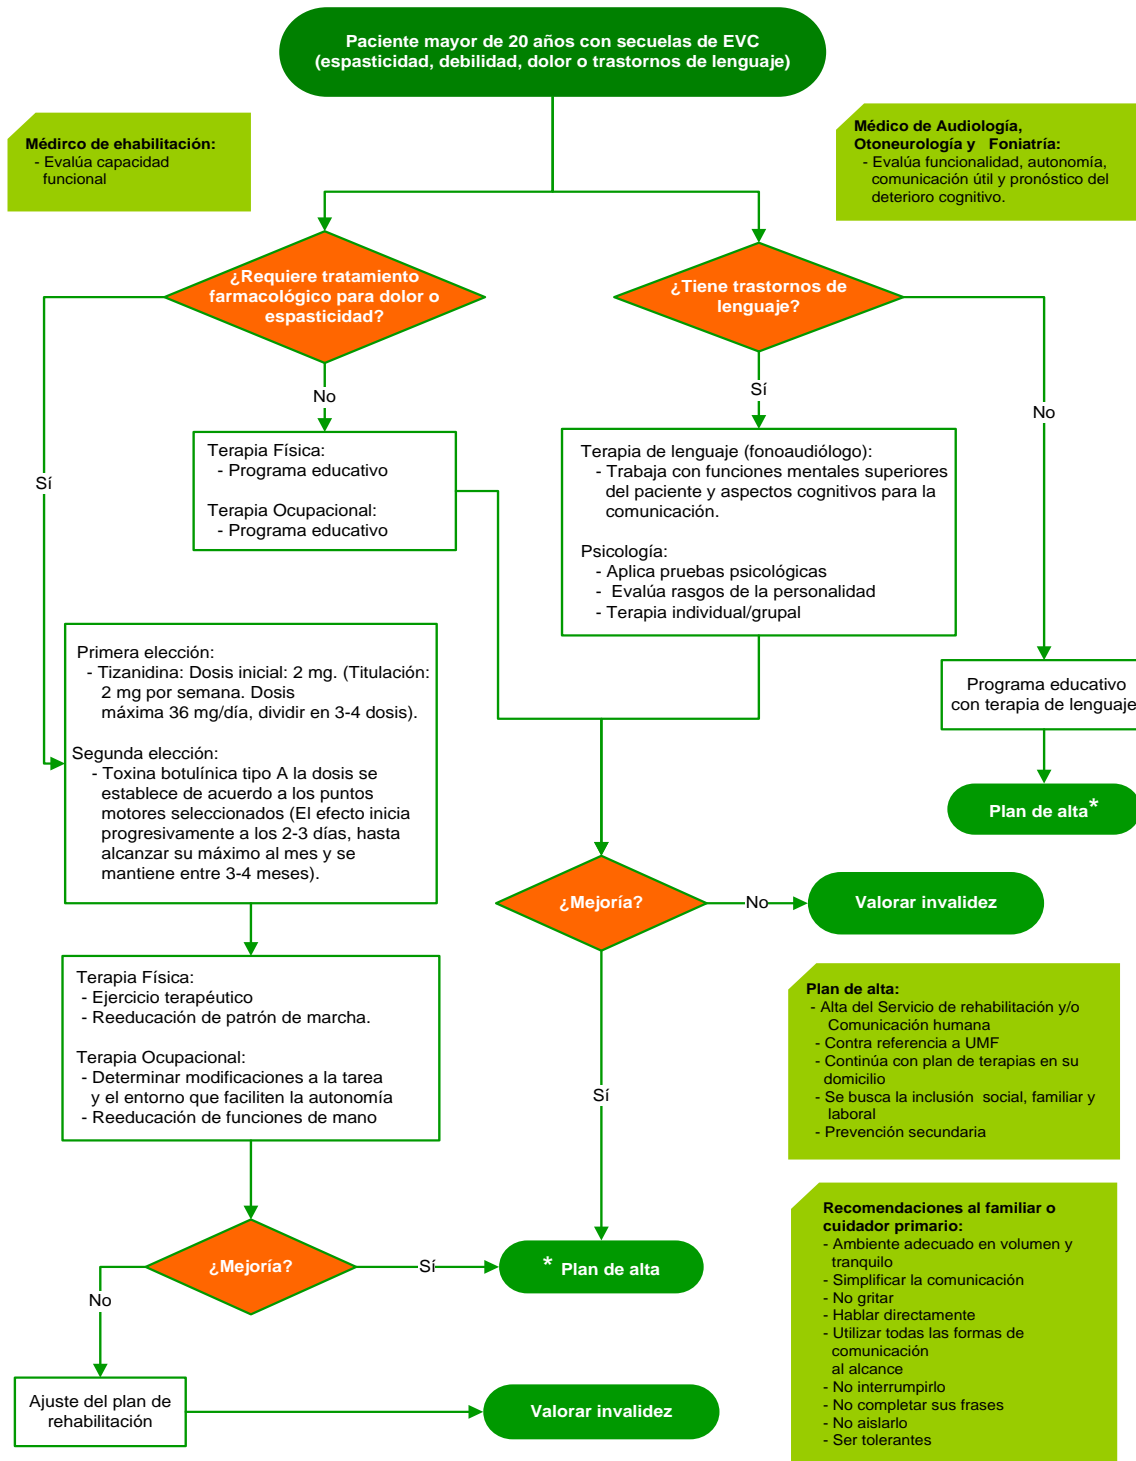 Paciente mayor de 20 años con secuelas de EVC
(espasticidad, debilidad, dolor o trastornos de lenguaje)
Médirco de ehabilitación:
- Evalúa capacidad
funcional
Médico de Audiología,
Otoneurología y Foniatría:
- Evalúa funcionalidad, autonomía,
comunicación útil y pronóstico del
deterioro cognitivo.
¿Requiere tratamiento
farmacológico para dolor o
espasticidad?
¿Tiene trastornos de
lenguaje?
No
Sí
No
Sí
Terapia Física:
- Programa educativo
Terapia Ocupacional:
- Programa educativo
Terapia de lenguaje (fonoaudiólogo):
- Trabaja con funciones mentales superiores
del paciente y aspectos cognitivos para la
comunicación.
Psicología:
- Aplica pruebas psicológicas
- Evalúa rasgos de la personalidad
- Terapia individual/grupal
Primera elección:
- Tizanidina: Dosis inicial: 2 mg. (Titulación:
2 mg por semana. Dosis
máxima 36 mg/día, dividir en 3-4 dosis).
Segunda elección:
- Toxina botulínica tipo A la dosis se
establece de acuerdo a los puntos
motores seleccionados (El efecto inicia
progresivamente a los 2-3 días, hasta
alcanzar su máximo al mes y se
mantiene entre 3-4 meses).
Programa educativo
con terapia de lenguaje
Plan de alta*
¿Mejoría?
No
Valorar invalidez
Terapia Física:
- Ejercicio terapéutico
- Reeducación de patrón de marcha.
Terapia Ocupacional:
- Determinar modificaciones a la tarea
y el entorno que faciliten la autonomía
- Reeducación de funciones de mano
Sí
Plan de alta:
- Alta del Servicio de rehabilitación y/o
Comunicación humana
- Contra referencia a UMF
- Continúa con plan de terapias en su
domicilio
- Se busca la inclusión social, familiar y
laboral
- Prevención secundaria
¿Mejoría?
Sí
* Plan de alta
No
Ajuste del plan de
rehabilitación
Valorar invalidez
Recomendaciones al familiar o
cuidador primario:
- Ambiente adecuado en volumen y
tranquilo
- Simplificar la comunicación
- No gritar
- Hablar directamente
- Utilizar todas las formas de
comunicación
al alcance
- No interrumpirlo
- No completar sus frases
- No aislarlo
- Ser tolerantes